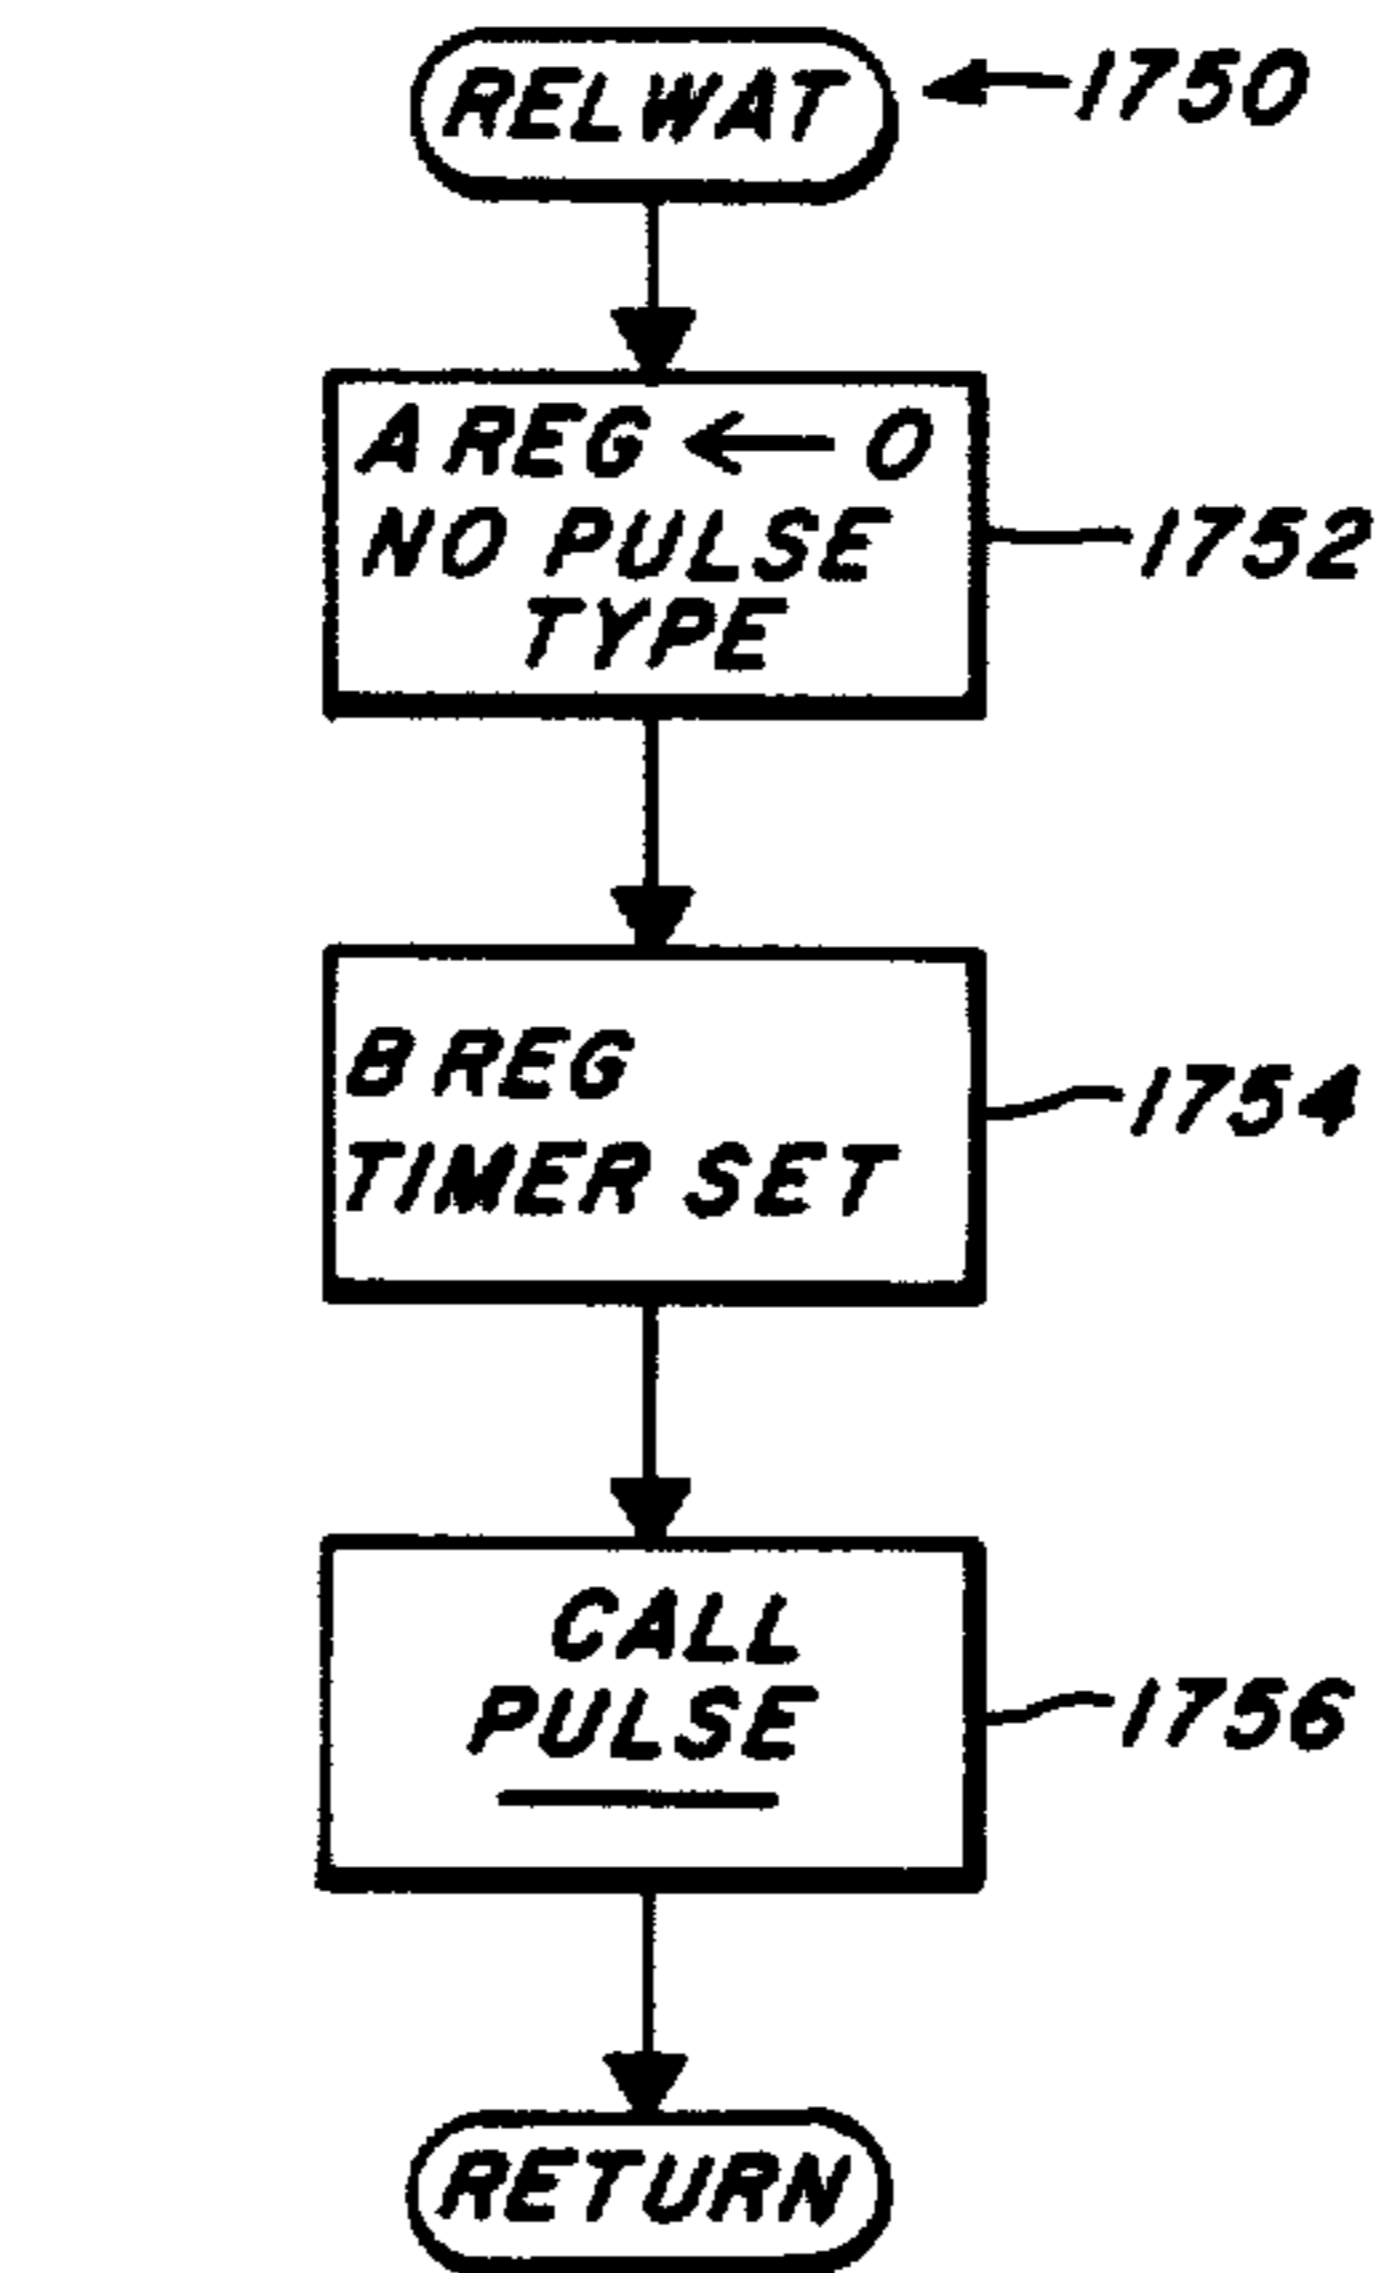 RELWAT 1750
A REG ← 0
NO PULSE 1752
TYPE
B REG
1754
TIMER SET
CALL
PULSE
1756
RETURN